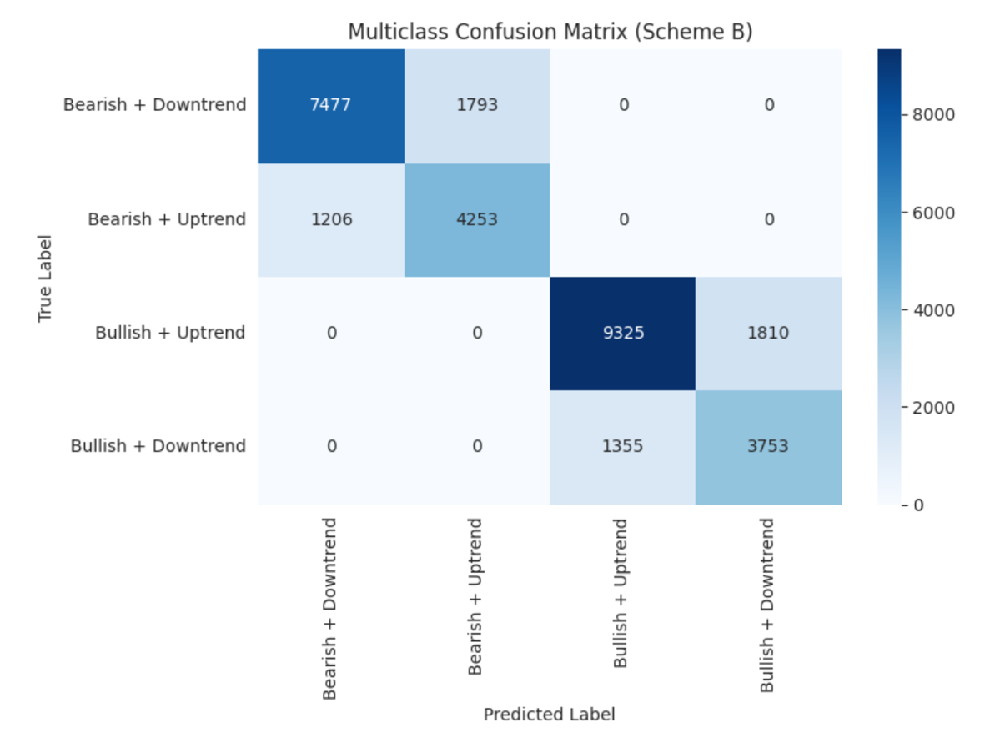 Multiclass Confusion Matrix (Scheme B)
Bearish + Downtrend 7477 1793 0 0
Bearish + Uptrend 1206 4253 0 0
Bullish + Uptrend 0 0 9325 1810
Bullish + Downtrend 0 0 1355 3753
True Label
8000
6000
4000
2000
0
Bearish + Downtrend
Bearish + Uptrend
Bullish + Uptrend
Bullish + Downtrend
Predicted Label